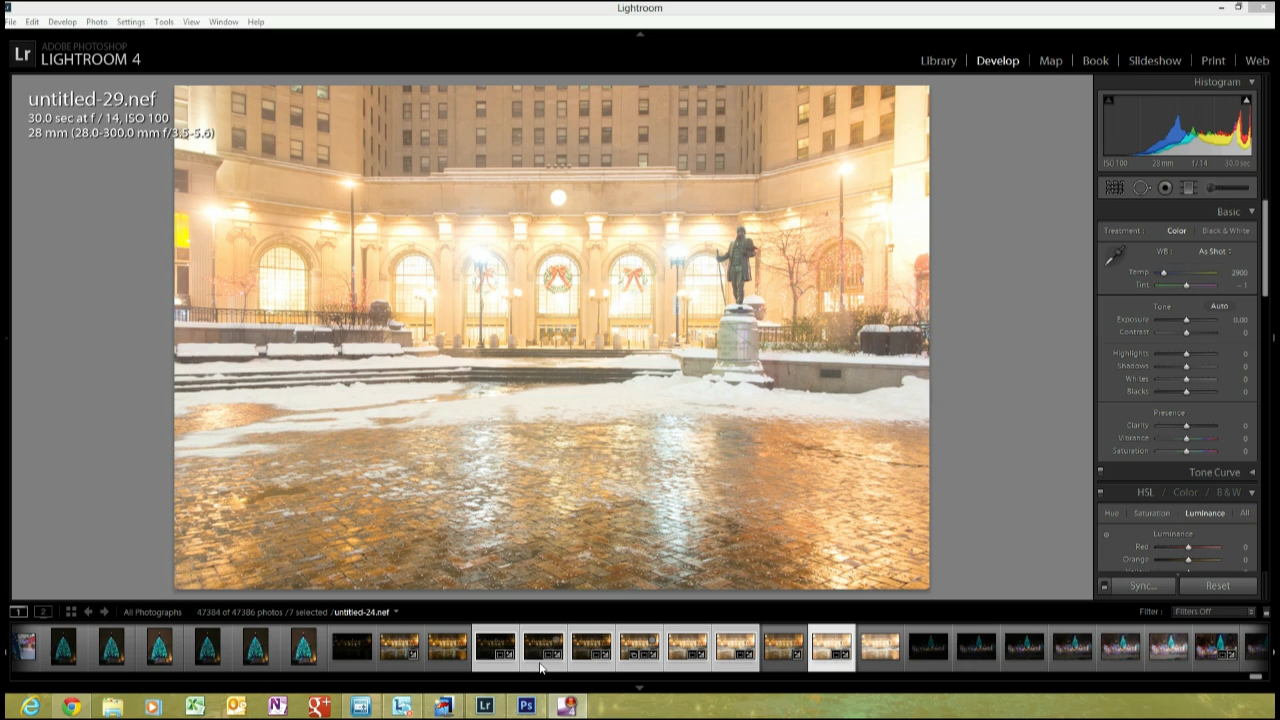 Lightroom
File Edit Develop Photo Settings Tools View Window Help
Lr ADOBE PHOTOSHOP
LIGHTROOM 4
Library | Develop | Map | Book | Slideshow | Print | Web
untitled-29.nef
30.0 sec at f / 14, ISO 100
28 mm (28.0-300.0 mm f/3.5-5.6)
Histogram
ISO 100 28 mm f / 14 30.0 sec
Basic
Treatment : Color Black & White
WB : As Shot
Temp 2900
Tint - 1
Tone Auto
Exposure 0.00
Contrast 0
Highlights 0
Shadows 0
Whites 0
Blacks 0
Presence
Clarity 0
Vibrance 0
Saturation 0
Tone Curve
HSL / Color / B & W
Hue Saturation Luminance All
Luminance
Red 0
Orange 0
Sync... Reset
1 2 All Photographs 47384 of 47386 photos /7 selected /untitled-24.nef
Filter : Filters Off
Lr Ps